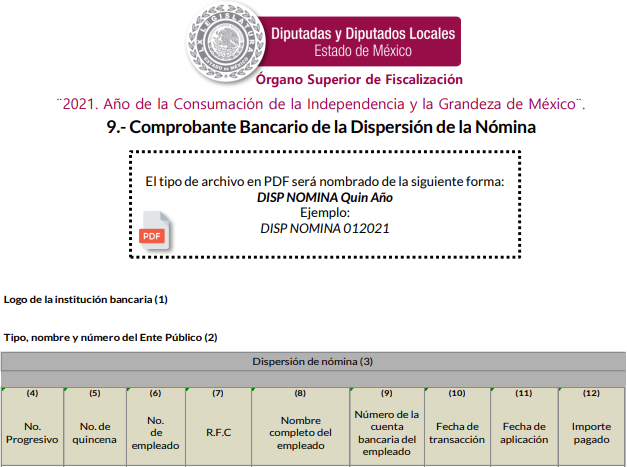 Diputadas y Diputados Locales
Estado de México
Órgano Superior de Fiscalización
¨2021. Año de la Consumación de la Independencia y la Grandeza de México¨.
9.- Comprobante Bancario de la Dispersión de la Nómina
El tipo de archivo en PDF será nombrado de la siguiente forma:
DISP NOMINA Quin Año
Ejemplo:
DISP NOMINA 012021
PDF
Logo de la institución bancaria (1)
Tipo, nombre y número del Ente Público (2)
Dispersión de nómina (3)
(4) (5) (6) (7) (8) (9) (10) (11) (12)
No. Progresivo
No. de quincena
No. de empleado
R.F.C
Nombre completo del empleado
Número de la cuenta bancaria del empleado
Fecha de transacción
Fecha de aplicación
Importe pagado